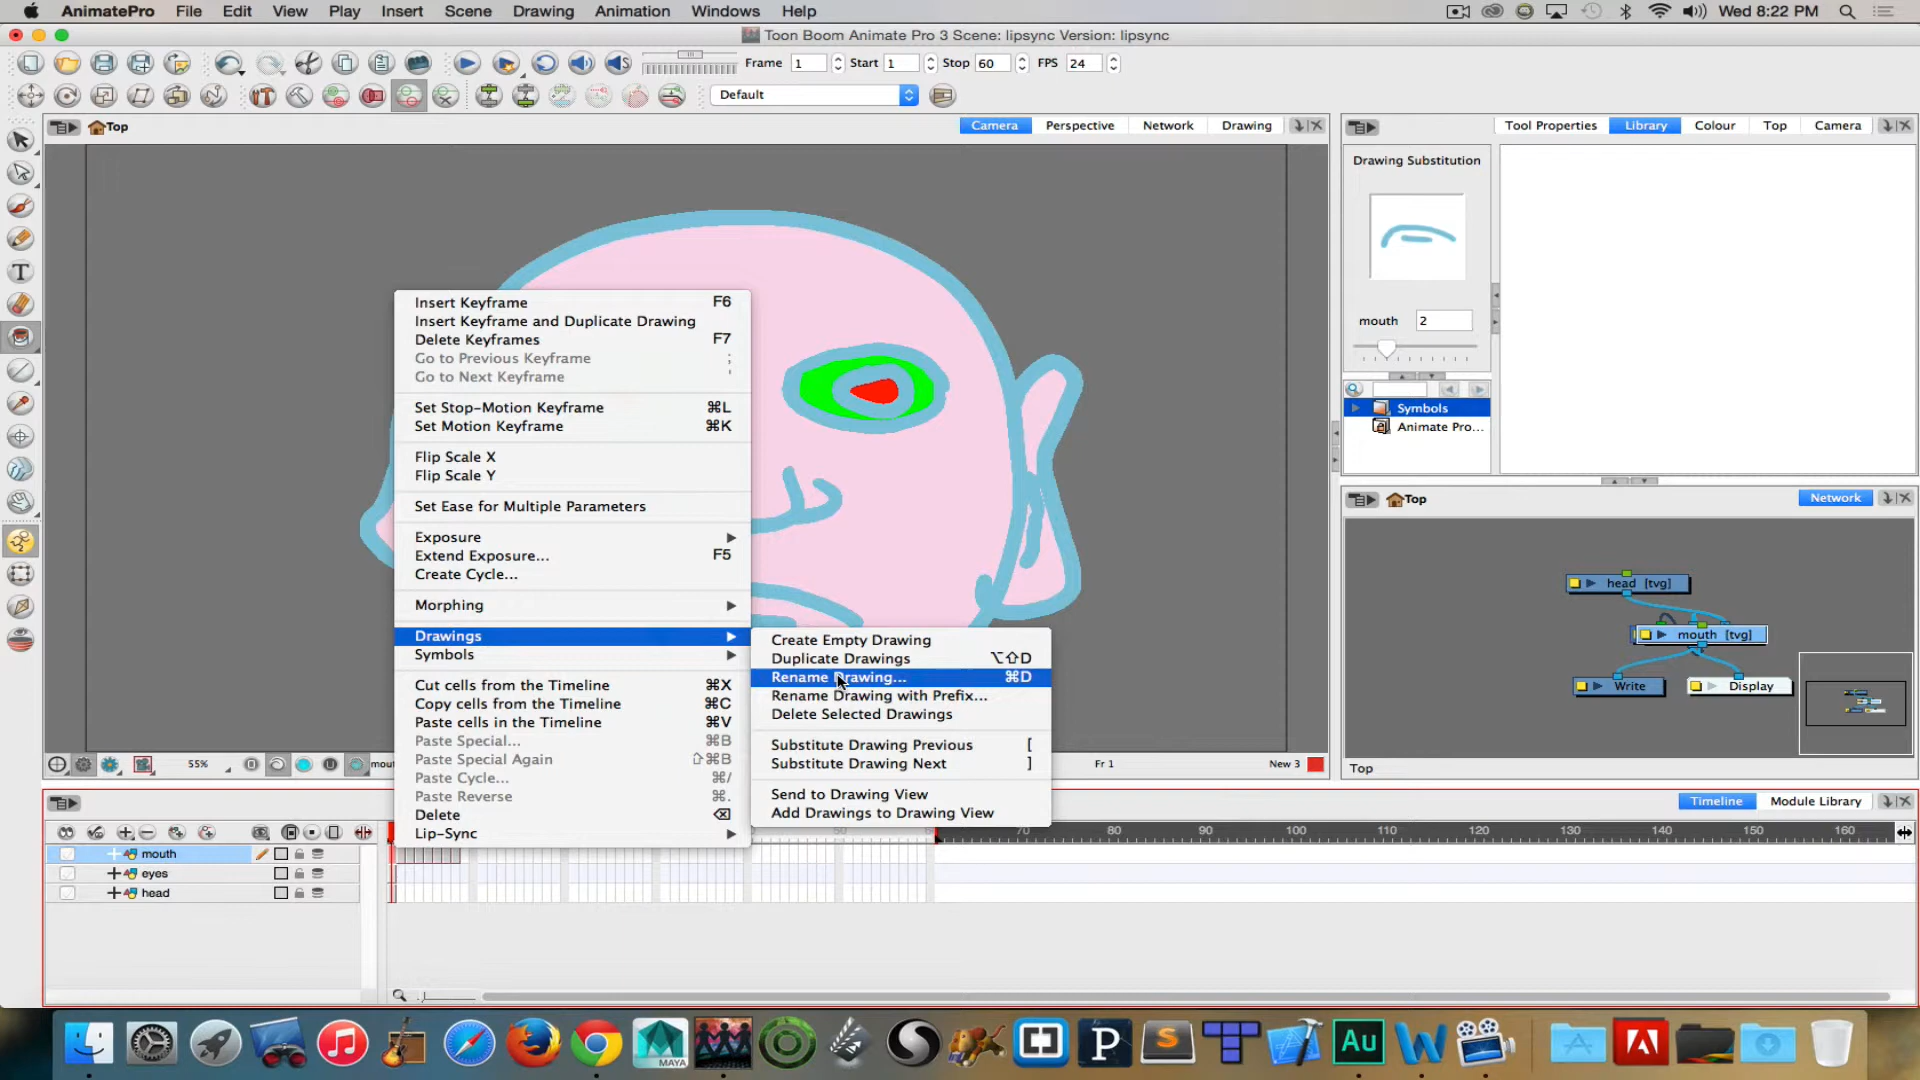 AnimatePro File Edit View Play Insert Scene Drawing Animation Windows Help Wed 8:22 PM
Toon Boom Animate Pro 3 Scene: lipsync Version: lipsync
Frame 1 Start 1 Stop 60 FPS 24
Default
Top Camera Perspective Network Drawing
Tool Properties Library Colour Top Camera
Drawing Substitution
mouth 2
Symbols
Animate Pro...
Top Network
head [tvg]
mouth [tvg]
Write Display
Top
Insert Keyframe F6
Insert Keyframe and Duplicate Drawing
Delete Keyframes F7
Go to Previous Keyframe ;
Go to Next Keyframe '
Set Stop-Motion Keyframe ⌘L
Set Motion Keyframe ⌘K
Flip Scale X
Flip Scale Y
Set Ease for Multiple Parameters
Exposure
Extend Exposure... F5
Create Cycle...
Morphing
Drawings
Symbols
Cut cells from the Timeline ⌘X
Copy cells from the Timeline ⌘C
Paste cells in the Timeline ⌘V
Paste Special... ⌘B
Paste Special Again ⇧⌘B
Paste Cycle... ⌘/
Paste Reverse ⌘.
Delete ⌫
Lip-Sync
Create Empty Drawing
Duplicate Drawings ⌥⇧D
Rename Drawing... ⌘D
Rename Drawing with Prefix...
Delete Selected Drawings
Substitute Drawing Previous [
Substitute Drawing Next ]
Send to Drawing View
Add Drawings to Drawing View
55% Fr 1 New 3
Timeline Module Library
70 80 90 100 110 120 130 140 150 160
mouth
eyes
head
MAYA
P S T Au W